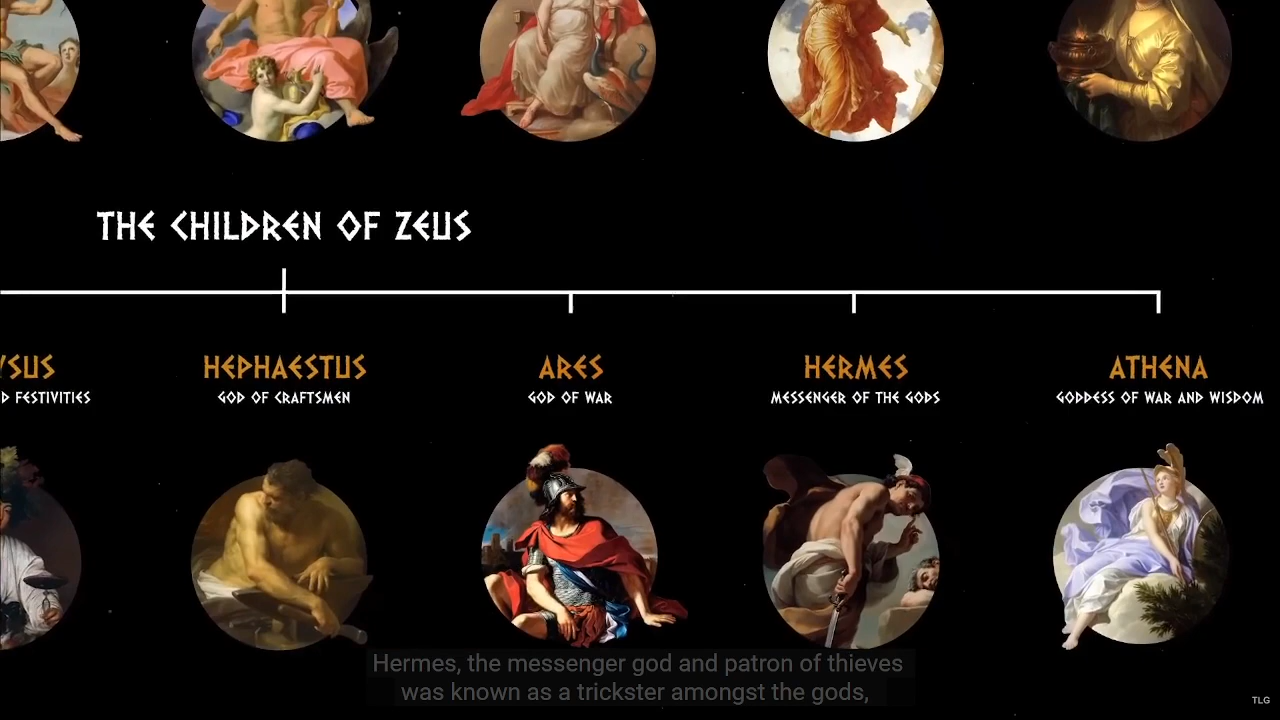 THE CHILDREN OF ZEUS
YSUS
HEPHAESTUS
ARES
HERMES
ATHENA
D FESTIVITIES
GOD OF CRAFTSMEN
GOD OF WAR
MESSENGER OF THE GODS
GODDESS OF WAR AND WISDOM
Hermes, the messenger god and patron of thieves
was known as a trickster amongst the gods,
TLG